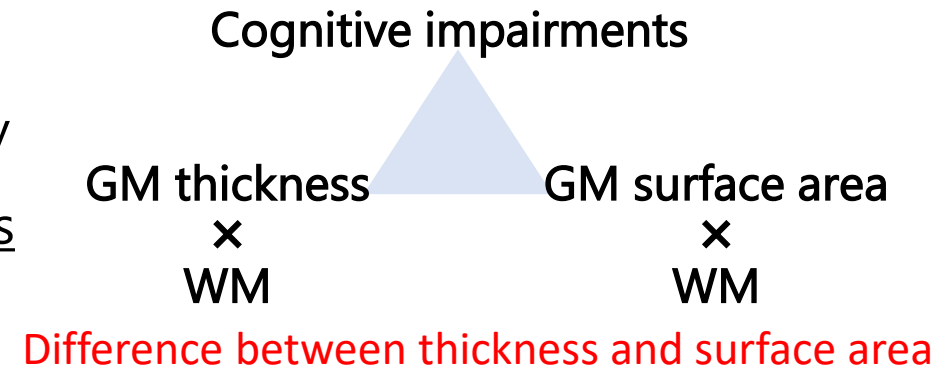 Cognitive impairments
y
GM thickness GM surface area
s
× ×
WM WM
Difference between thickness and surface area